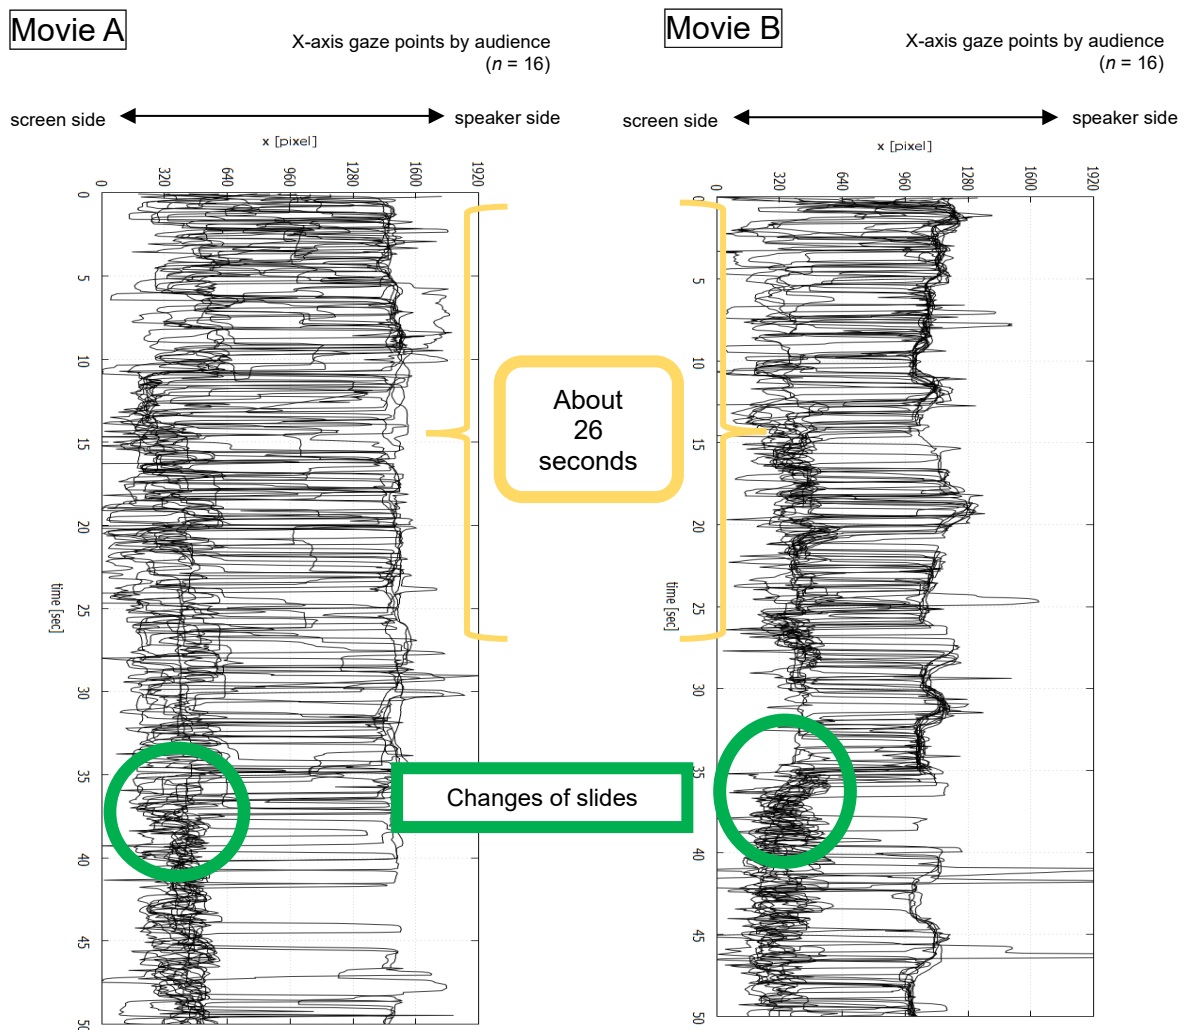 Movie A
X-axis gaze points by audience
(n = 16)
screen side
speaker side
x [pixel]
0
320
640
960
1280
1600
1920
0
5
10
15
20
25
30
35
40
45
50
time [sec]
About
26
seconds
Changes of slides
Movie B
X-axis gaze points by audience
(n = 16)
screen side
speaker side
x [pixel]
0
320
640
960
1280
1600
1920
0
5
10
15
20
25
30
35
40
45
50
time [sec]